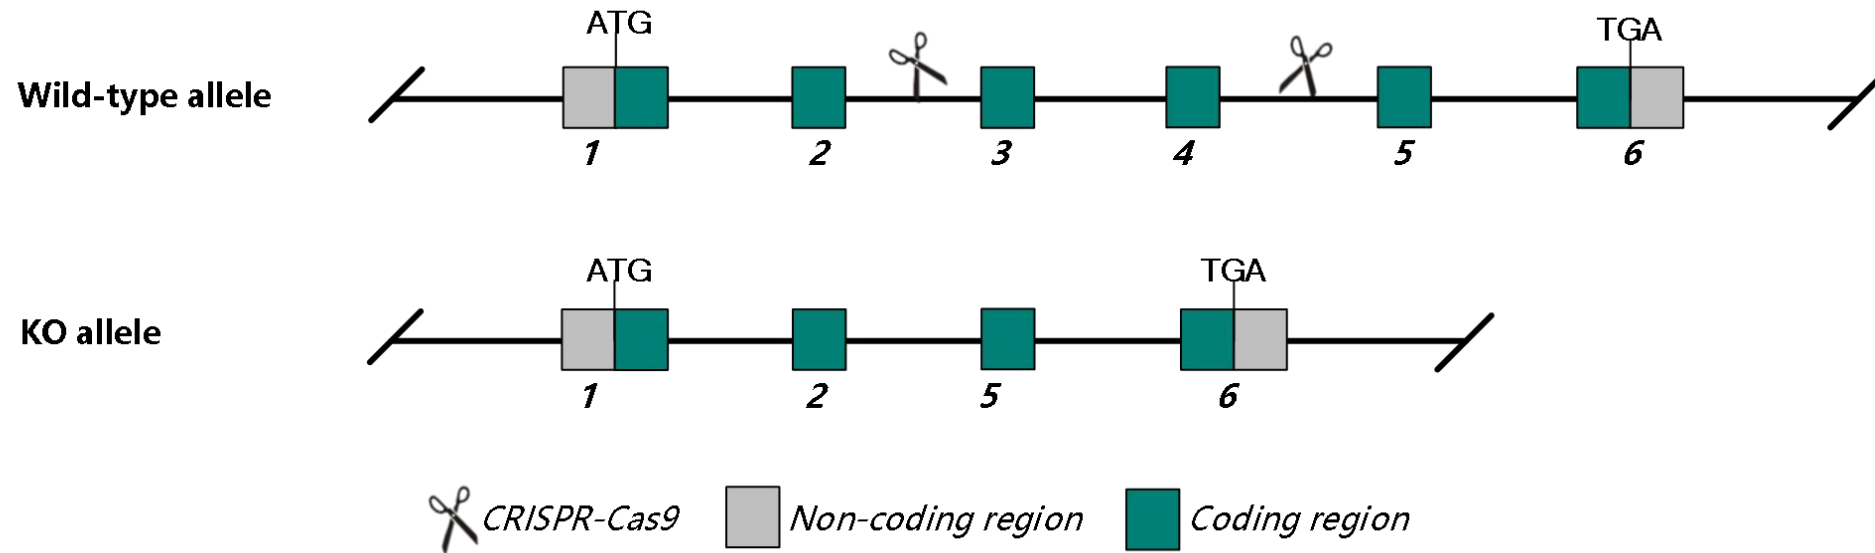 ATG TGA
Wild-type allele
1 2 3 4 5 6
ATG TGA
KO allele
1 2 5 6
CRISPR-Cas9 Non-coding region Coding region